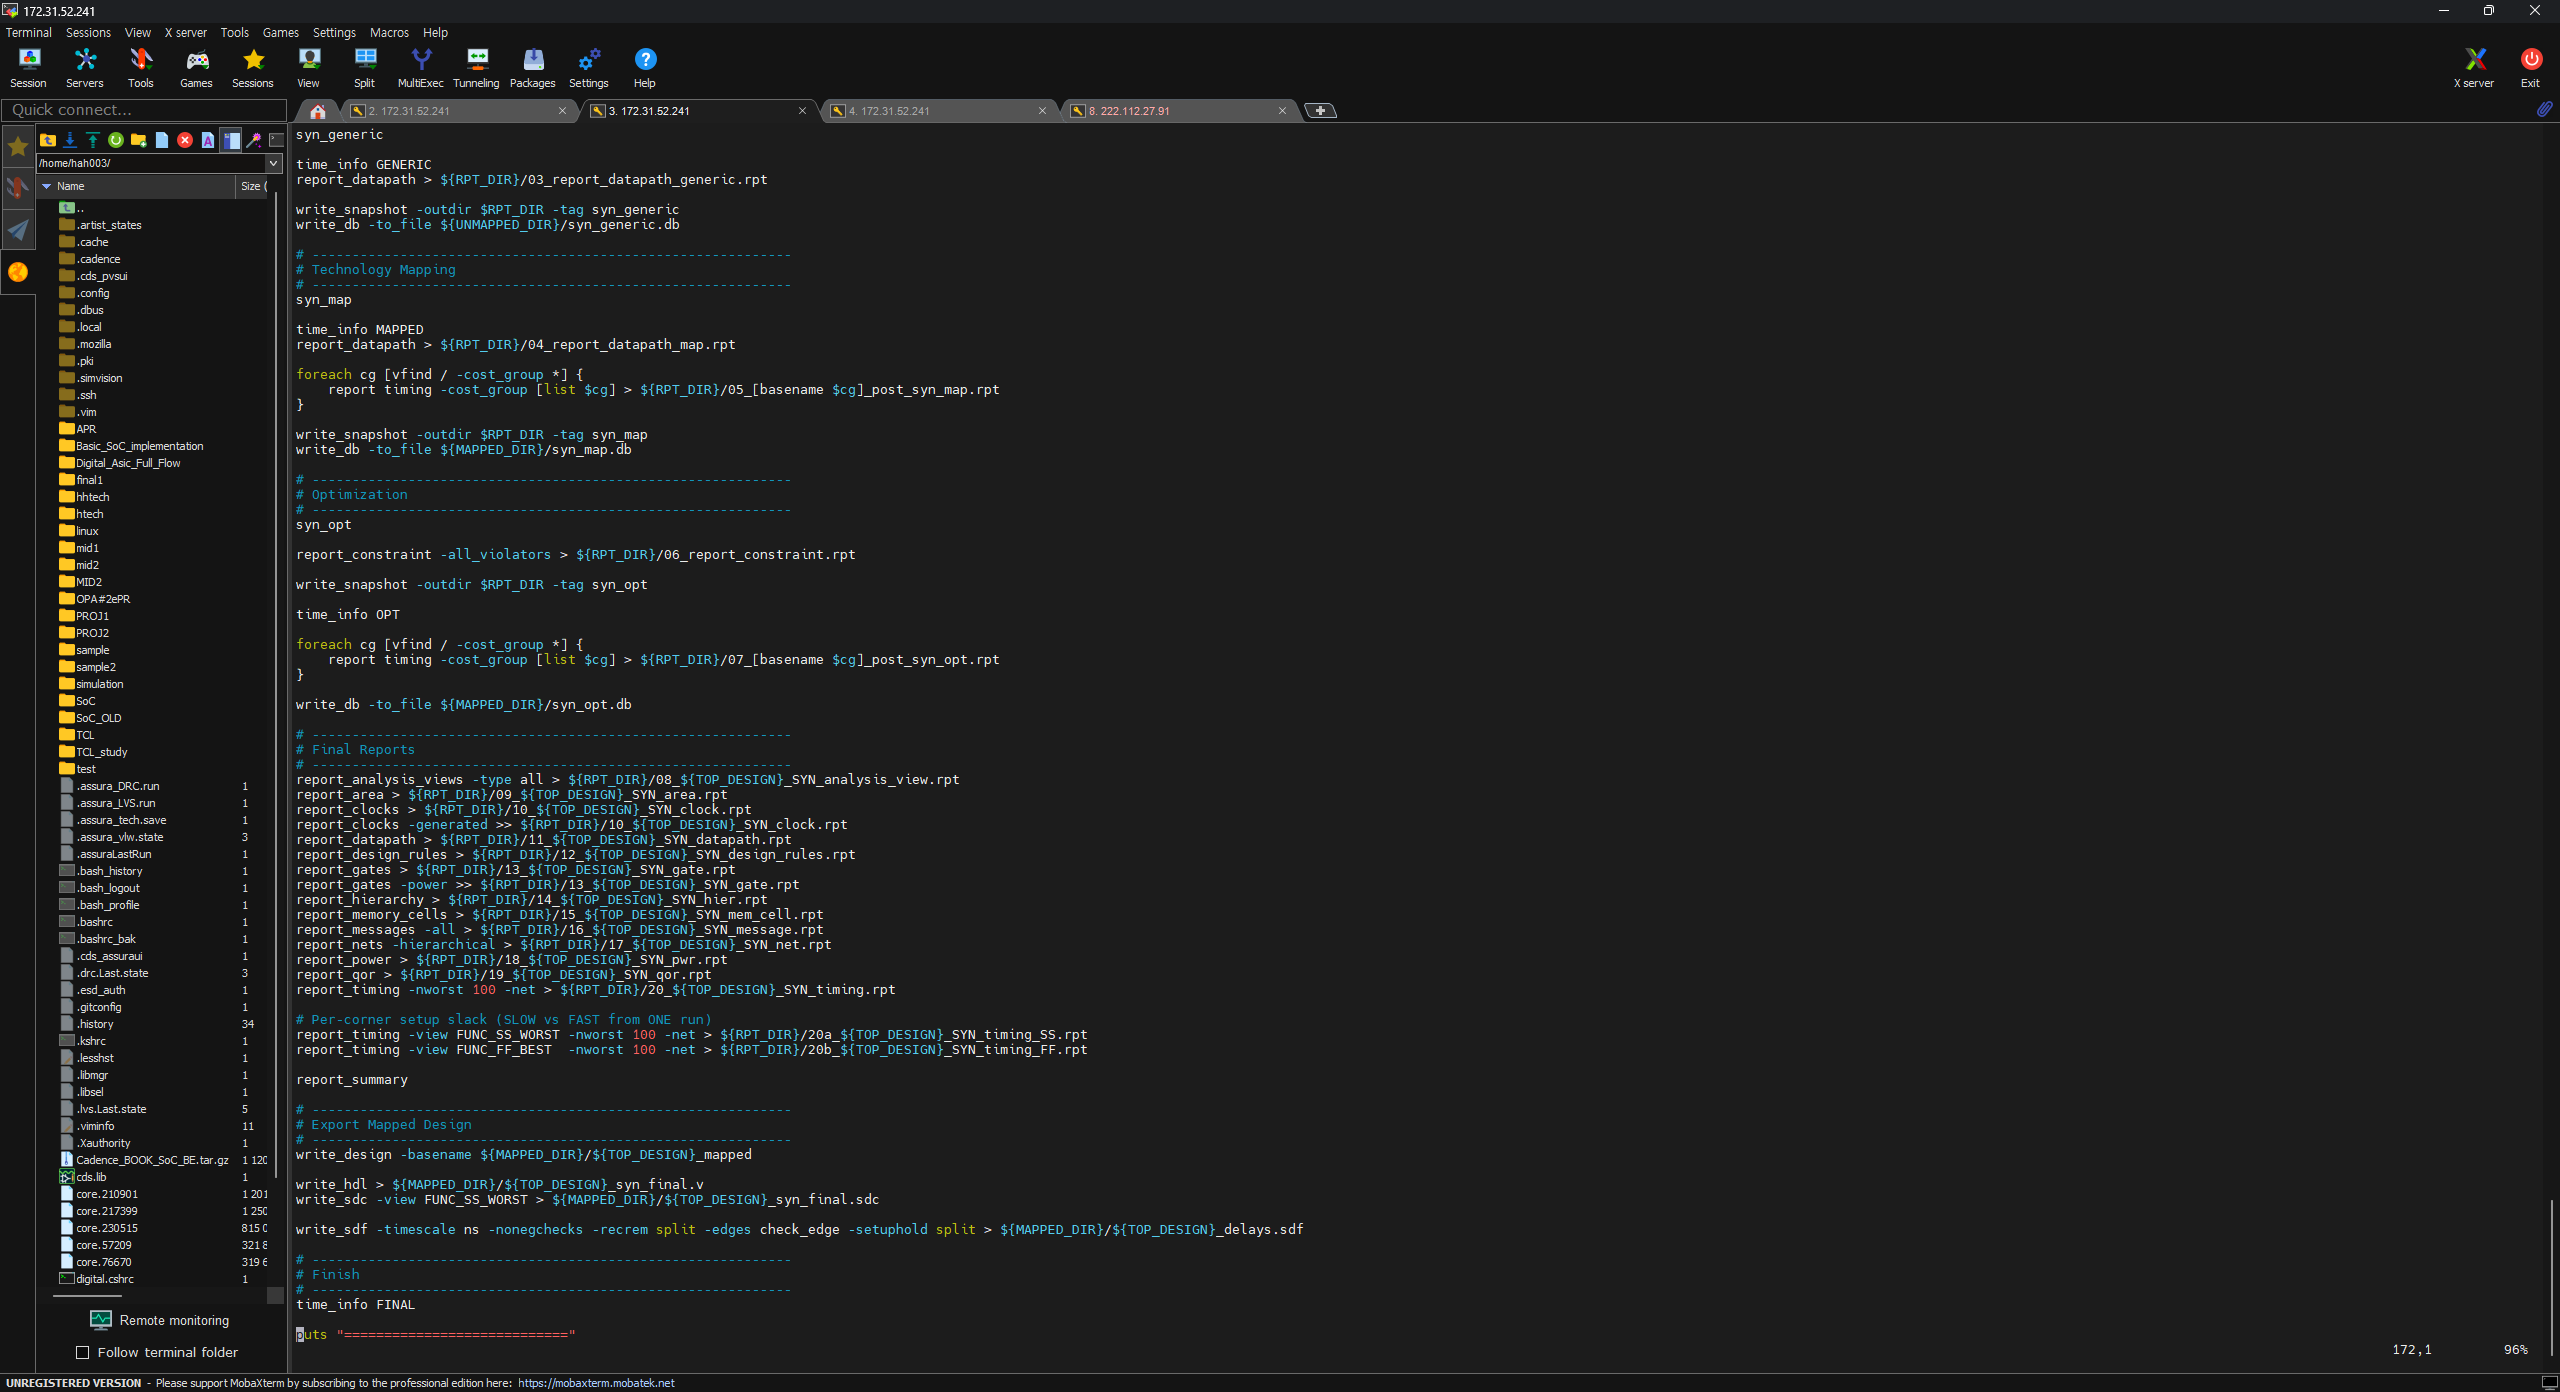 172.31.52.241
Terminal Sessions View X server Tools Games Settings Macros Help
Session Servers Tools Games Sessions View Split MultiExec Tunneling Packages Settings Help X server Exit
Quick connect...
2. 172.31.52.241
3. 172.31.52.241
4. 172.31.52.241
8. 222.112.27.91
/home/hah003/
Name Size (
..
.artist_states
.cache
.cadence
.cds_pvsui
.config
.dbus
.local
.mozilla
.pki
.simvision
.ssh
.vim
APR
Basic_SoC_implementation
Digital_Asic_Full_Flow
final1
hhtech
htech
linux
mid1
mid2
MID2
OPA#2ePR
PROJ1
PROJ2
sample
sample2
simulation
SoC
SoC_OLD
TCL
TCL_study
test
.assura_DRC.run 1
.assura_LVS.run 1
.assura_tech.save 1
.assura_vlw.state 3
.assuraLastRun 1
.bash_history 1
.bash_logout 1
.bash_profile 1
.bashrc 1
.bashrc_bak 1
.cds_assuraui 1
.drc.Last.state 3
.esd_auth 1
.gitconfig 1
.history 34
.kshrc 1
.lesshst 1
.libmgr 1
.libsel 1
.lvs.Last.state 5
.viminfo 11
.Xauthority 1
Cadence_BOOK_SoC_BE.tar.gz 1 120
cds.lib 1
core.210901 1 201
core.217399 1 250
core.230515 815 0
core.57209 321 8
core.76670 319 6
digital.cshrc 1
Remote monitoring
Follow terminal folder
syn_generic
time_info GENERIC
report_datapath > ${RPT_DIR}/03_report_datapath_generic.rpt
write_snapshot -outdir $RPT_DIR -tag syn_generic
write_db -to_file ${UNMAPPED_DIR}/syn_generic.db
# ------------------------------------------------------------
# Technology Mapping
# ------------------------------------------------------------
syn_map
time_info MAPPED
report_datapath > ${RPT_DIR}/04_report_datapath_map.rpt
foreach cg [vfind / -cost_group *] {
    report timing -cost_group [list $cg] > ${RPT_DIR}/05_[basename $cg]_post_syn_map.rpt
}
write_snapshot -outdir $RPT_DIR -tag syn_map
write_db -to_file ${MAPPED_DIR}/syn_map.db
# ------------------------------------------------------------
# Optimization
# ------------------------------------------------------------
syn_opt
report_constraint -all_violators > ${RPT_DIR}/06_report_constraint.rpt
write_snapshot -outdir $RPT_DIR -tag syn_opt
time_info OPT
foreach cg [vfind / -cost_group *] {
    report timing -cost_group [list $cg] > ${RPT_DIR}/07_[basename $cg]_post_syn_opt.rpt
}
write_db -to_file ${MAPPED_DIR}/syn_opt.db
# ------------------------------------------------------------
# Final Reports
# ------------------------------------------------------------
report_analysis_views -type all > ${RPT_DIR}/08_${TOP_DESIGN}_SYN_analysis_view.rpt
report_area > ${RPT_DIR}/09_${TOP_DESIGN}_SYN_area.rpt
report_clocks > ${RPT_DIR}/10_${TOP_DESIGN}_SYN_clock.rpt
report_clocks -generated >> ${RPT_DIR}/10_${TOP_DESIGN}_SYN_clock.rpt
report_datapath > ${RPT_DIR}/11_${TOP_DESIGN}_SYN_datapath.rpt
report_design_rules > ${RPT_DIR}/12_${TOP_DESIGN}_SYN_design_rules.rpt
report_gates > ${RPT_DIR}/13_${TOP_DESIGN}_SYN_gate.rpt
report_gates -power >> ${RPT_DIR}/13_${TOP_DESIGN}_SYN_gate.rpt
report_hierarchy > ${RPT_DIR}/14_${TOP_DESIGN}_SYN_hier.rpt
report_memory_cells > ${RPT_DIR}/15_${TOP_DESIGN}_SYN_mem_cell.rpt
report_messages -all > ${RPT_DIR}/16_${TOP_DESIGN}_SYN_message.rpt
report_nets -hierarchical > ${RPT_DIR}/17_${TOP_DESIGN}_SYN_net.rpt
report_power > ${RPT_DIR}/18_${TOP_DESIGN}_SYN_pwr.rpt
report_qor > ${RPT_DIR}/19_${TOP_DESIGN}_SYN_qor.rpt
report_timing -nworst 100 -net > ${RPT_DIR}/20_${TOP_DESIGN}_SYN_timing.rpt
# Per-corner setup slack (SLOW vs FAST from ONE run)
report_timing -view FUNC_SS_WORST -nworst 100 -net > ${RPT_DIR}/20a_${TOP_DESIGN}_SYN_timing_SS.rpt
report_timing -view FUNC_FF_BEST  -nworst 100 -net > ${RPT_DIR}/20b_${TOP_DESIGN}_SYN_timing_FF.rpt
report_summary
# ------------------------------------------------------------
# Export Mapped Design
# ------------------------------------------------------------
write_design -basename ${MAPPED_DIR}/${TOP_DESIGN}_mapped
write_hdl > ${MAPPED_DIR}/${TOP_DESIGN}_syn_final.v
write_sdc -view FUNC_SS_WORST > ${MAPPED_DIR}/${TOP_DESIGN}_syn_final.sdc
write_sdf -timescale ns -nonegchecks -recrem split -edges check_edge -setuphold split > ${MAPPED_DIR}/${TOP_DESIGN}_delays.sdf
# ------------------------------------------------------------
# Finish
# ------------------------------------------------------------
time_info FINAL
puts "============================"
172,1 96%
UNREGISTERED VERSION - Please support MobaXterm by subscribing to the professional edition here: https://mobaxterm.mobatek.net